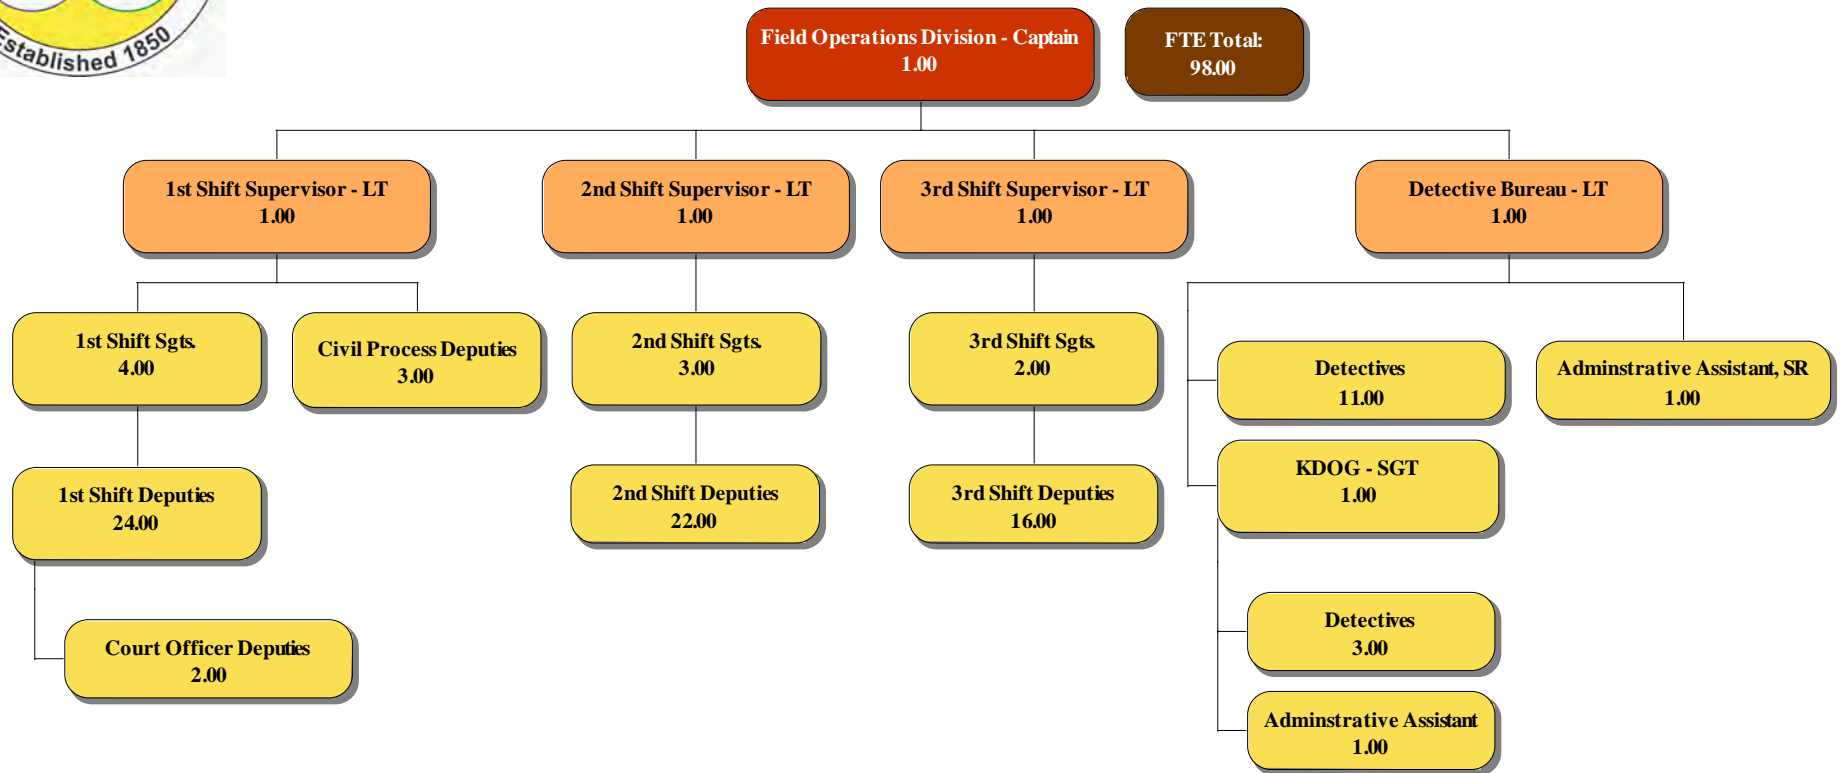 Established 1850
Field Operations Division - Captain
1.00
FTE Total:
98.00
1st Shift Supervisor - LT
1.00
2nd Shift Supervisor - LT
1.00
3rd Shift Supervisor - LT
1.00
Detective Bureau - LT
1.00
1st Shift Sgts.
4.00
Civil Process Deputies
3.00
2nd Shift Sgts.
3.00
3rd Shift Sgts.
2.00
Detectives
11.00
Adminstrative Assistant, SR
1.00
1st Shift Deputies
24.00
2nd Shift Deputies
22.00
3rd Shift Deputies
16.00
KDOG - SGT
1.00
Court Officer Deputies
2.00
Detectives
3.00
Adminstrative Assistant
1.00